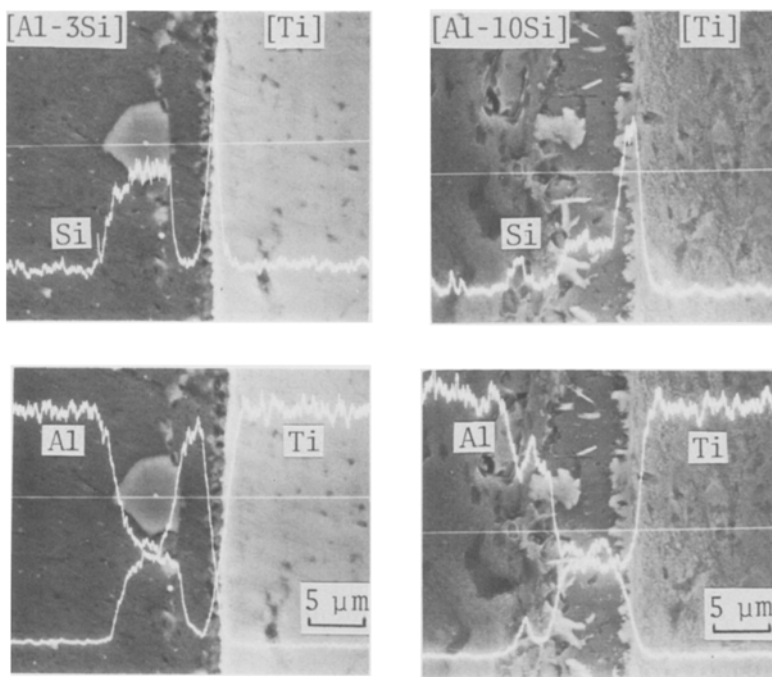 [Al-3Si] [Ti]
Si
[Al-10Si] [Ti]
Si
Al Ti
5 μm
Al Ti
5 μm